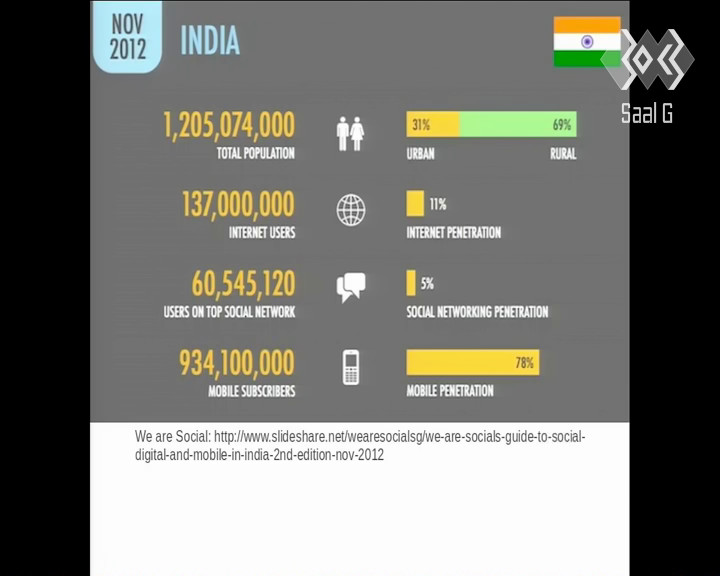 NOV
2012
INDIA
Saal G
1,205,074,000
TOTAL POPULATION
31%
69%
URBAN
RURAL
137,000,000
INTERNET USERS
11%
INTERNET PENETRATION
60,545,120
USERS ON TOP SOCIAL NETWORK
5%
SOCIAL NETWORKING PENETRATION
934,100,000
MOBILE SUBSCRIBERS
78%
MOBILE PENETRATION
We are Social: http://www.slideshare.net/wearesocialsg/we-are-socials-guide-to-social-
digital-and-mobile-in-india-2nd-edition-nov-2012